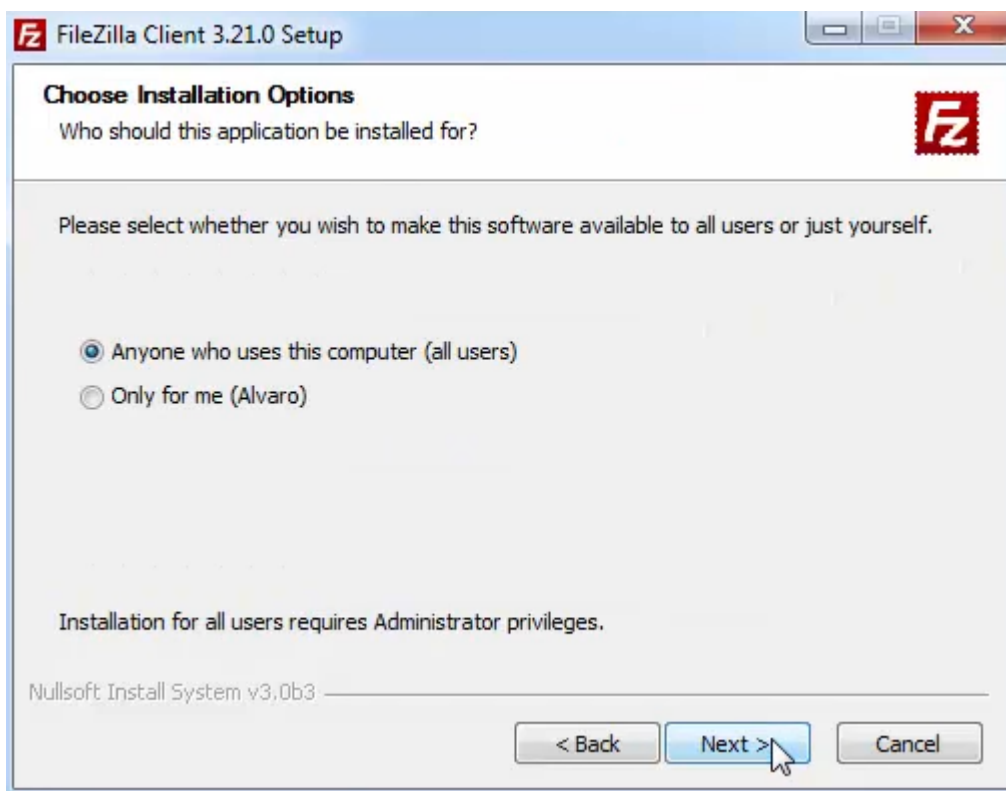 FileZilla Client 3.21.0 Setup
Choose Installation Options
Who should this application be installed for?
Please select whether you wish to make this software available to all users or just yourself.
Anyone who uses this computer (all users)
Only for me (Alvaro)
Installation for all users requires Administrator privileges.
Nullsoft Install System v3.0b3
< Back Next > Cancel